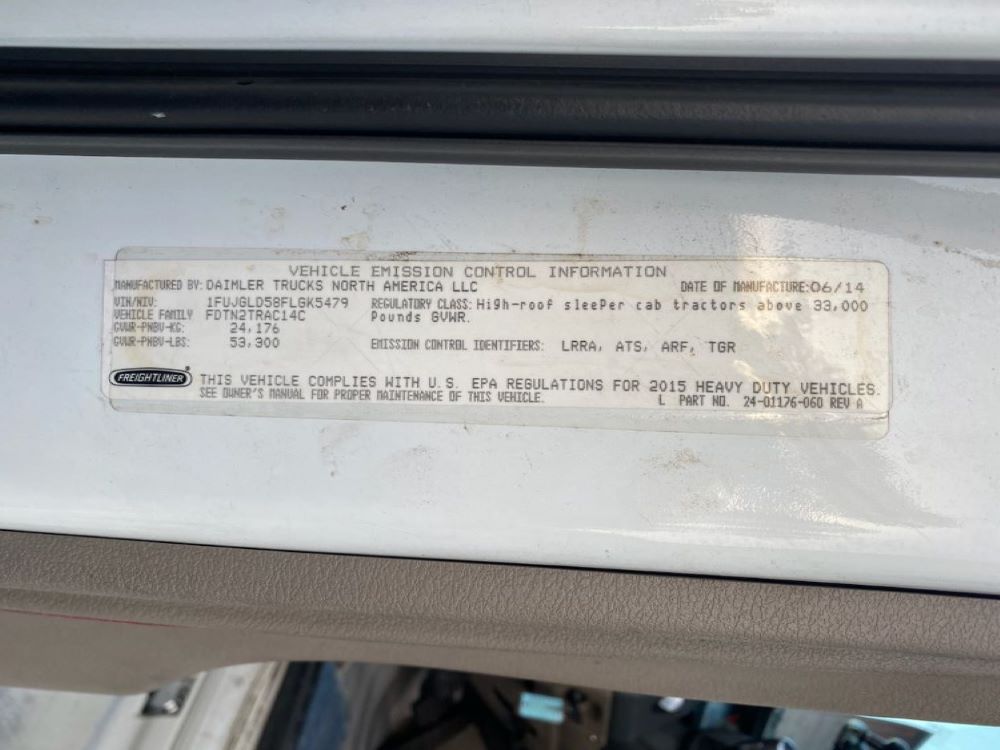 VEHICLE EMISSION CONTROL INFORMATION
MANUFACTURED BY: DAIMLER TRUCKS NORTH AMERICA LLC DATE OF MANUFACTURE:06/14
VIN/NIV: 1FUJGLD58FLGK5479 REGULATORY CLASS: High-roof sleeper cab tractors above 33,000
VEHICLE FAMILY FDTN2TRAC14C Pounds GVWR.
GVWR-PNBV-KG: 24,176
GVWR-PNBV-LBS: 53,300 EMISSION CONTROL IDENTIFIERS: LRRA, ATS, ARF, TGR
FREIGHTLINER® THIS VEHICLE COMPLIES WITH U.S. EPA REGULATIONS FOR 2015 HEAVY DUTY VEHICLES.
SEE OWNER'S MANUAL FOR PROPER MAINTENANCE OF THIS VEHICLE. L PART NO. 24-01176-060 REV A